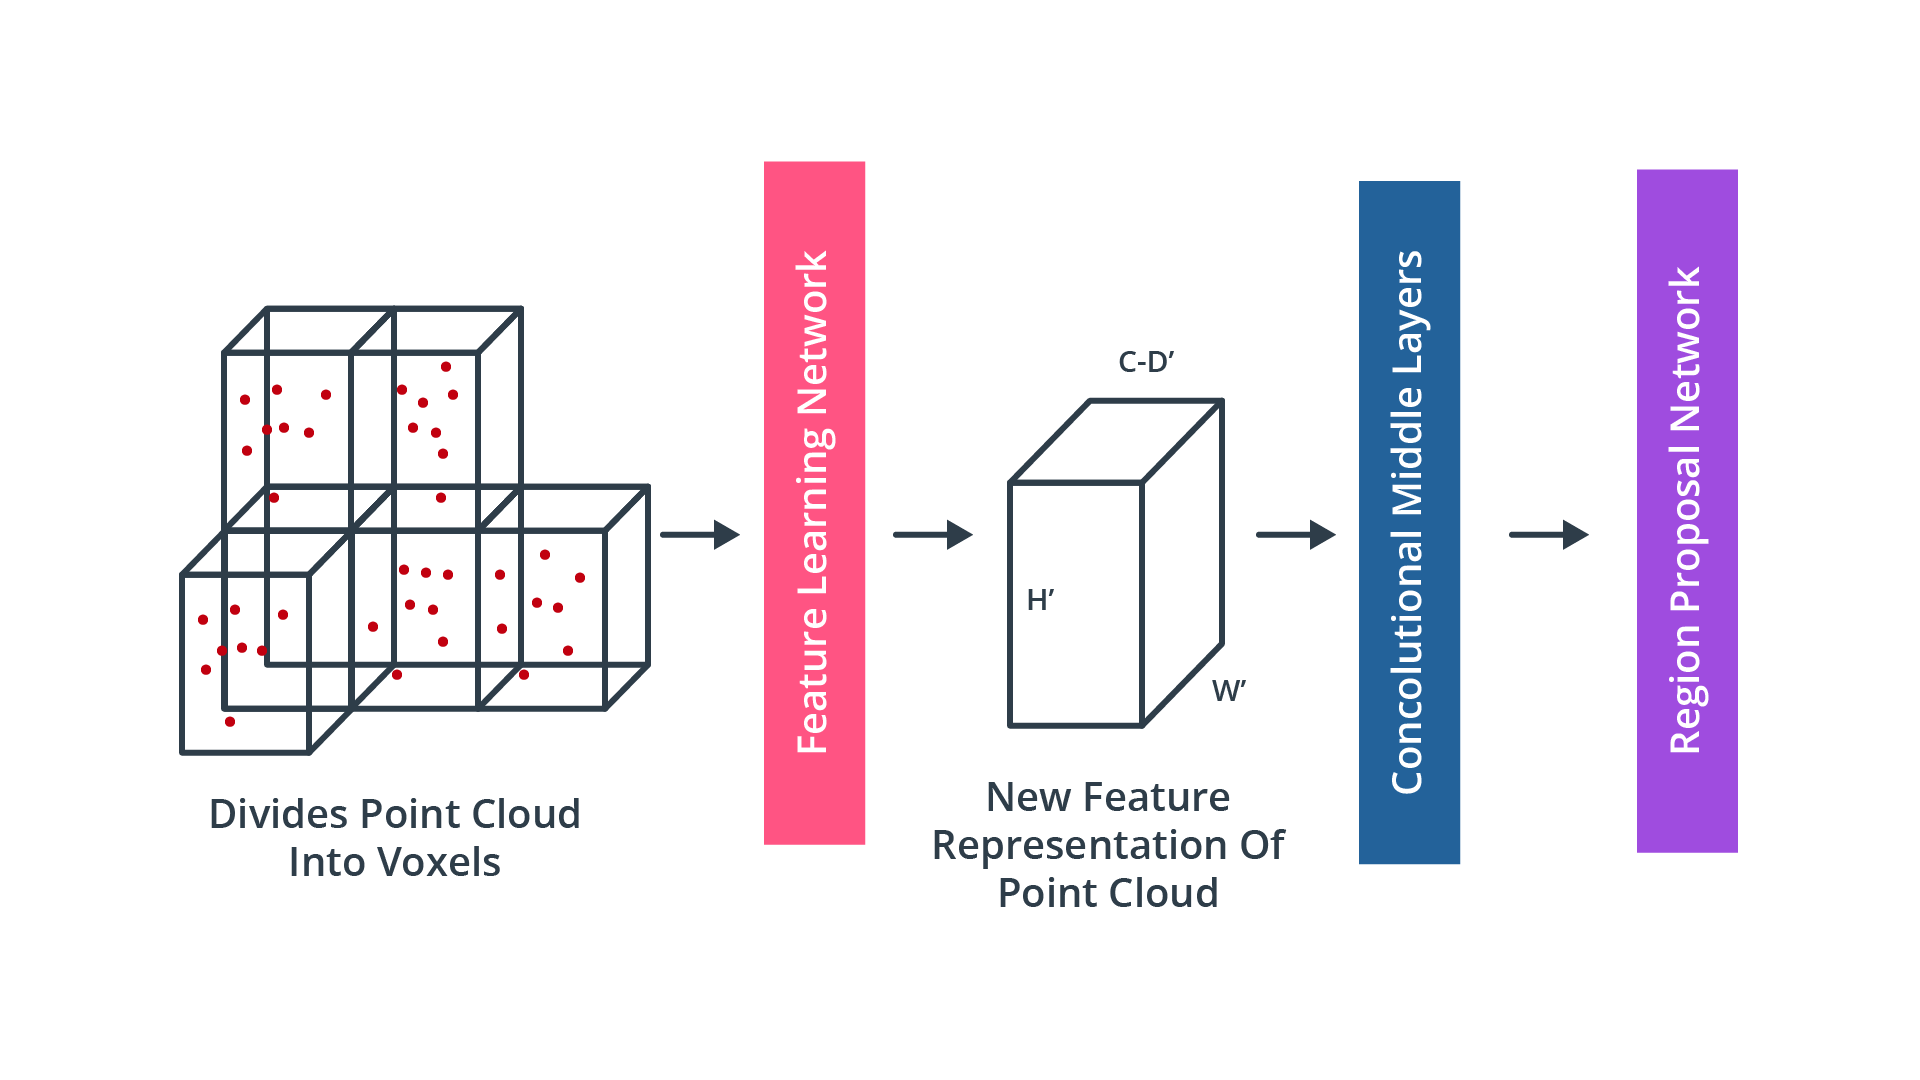 Divides Point Cloud
Into Voxels
Feature Learning Network
C-D’
H’
W’
New Feature
Representation Of
Point Cloud
Concolutional Middle Layers
Region Proposal Network